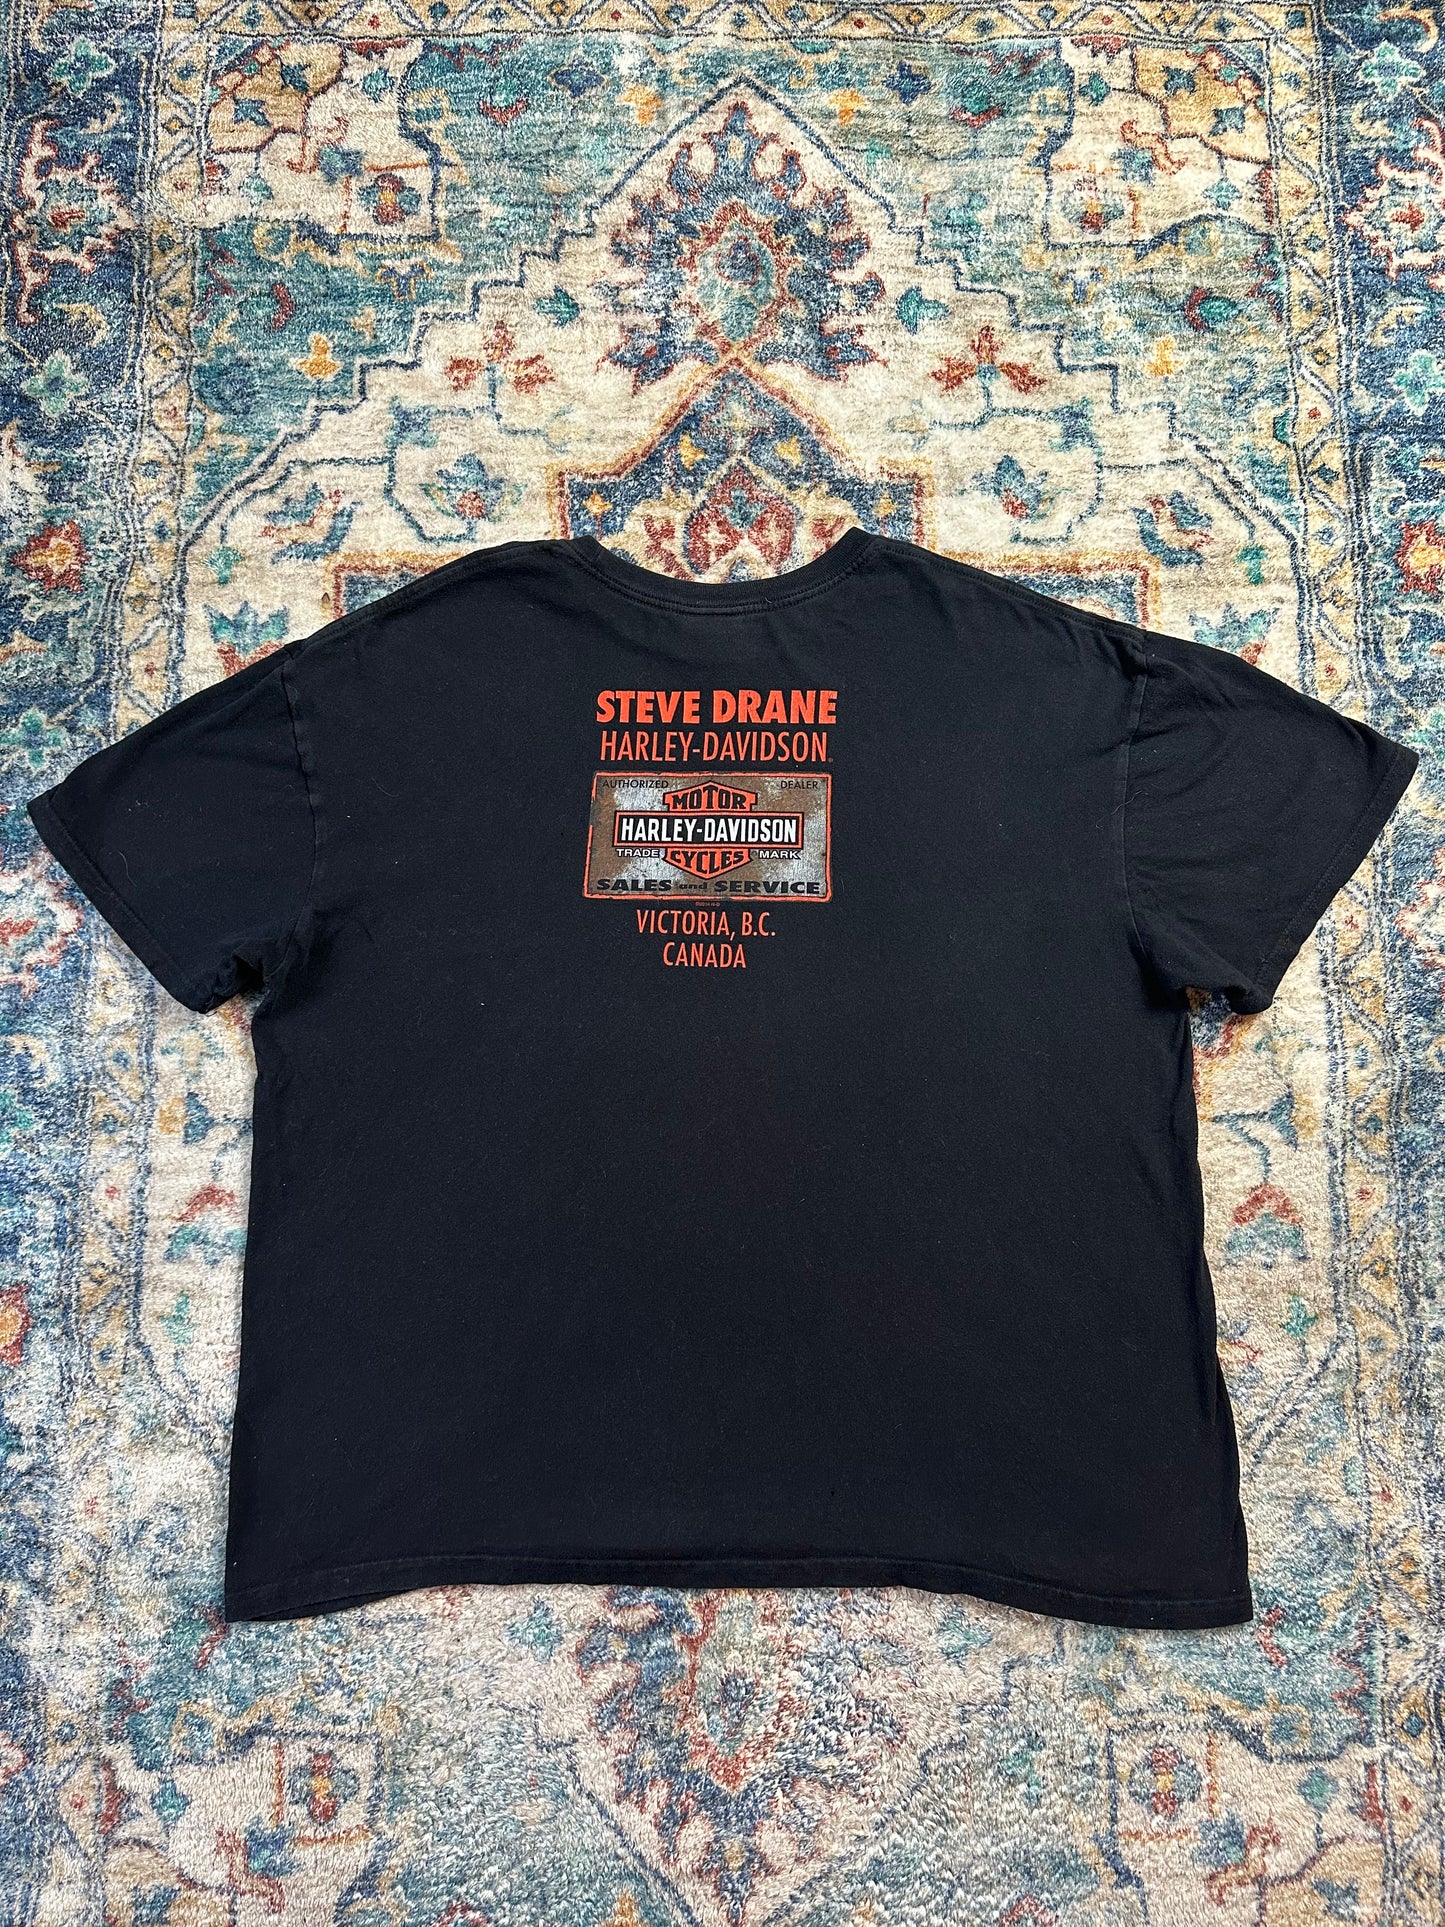 STEVE DRANE
HARLEY-DAVIDSON®
AUTHORIZED DEALER
MOTOR
HARLEY-DAVIDSON
TRADE MARK
CYCLES
SALES and SERVICE
VICTORIA, B.C.
CANADA